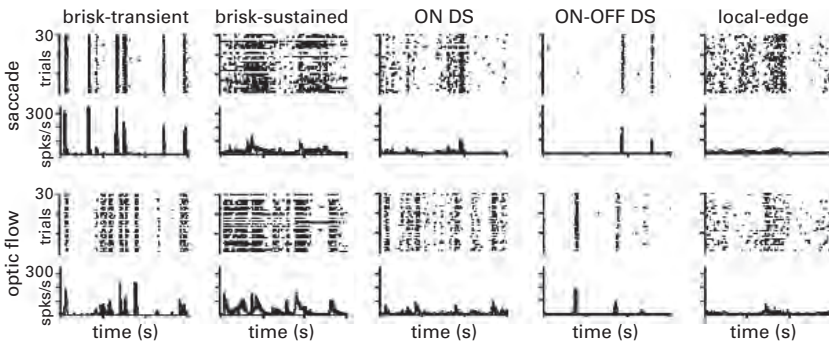 brisk-transient brisk-sustained ON DS ON-OFF DS local-edge
saccade
30
trials
300
spks/s
optic flow
30
trials
300
spks/s
time (s) time (s) time (s) time (s) time (s)